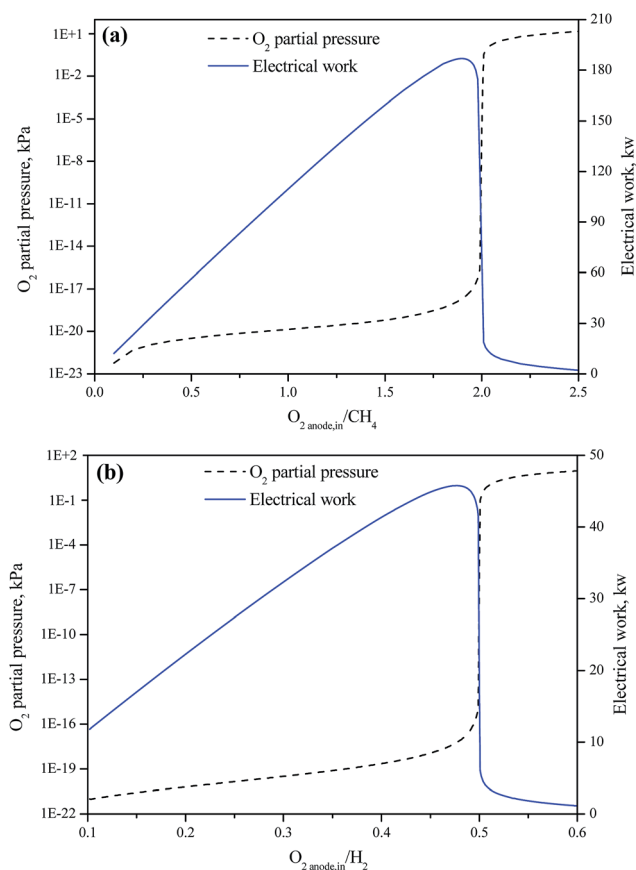 (a)
O2 partial pressure
Electrical work
1E+1
1E-2
1E-5
1E-8
1E-11
1E-14
1E-17
1E-20
1E-23
O2 partial pressure, kPa
210
180
150
120
90
60
30
0
Electrical work, kw
0.0 0.5 1.0 1.5 2.0 2.5
O2 anode,in/CH4
(b)
O2 partial pressure
Electrical work
1E+2
1E-1
1E-4
1E-7
1E-10
1E-13
1E-16
1E-19
1E-22
O2 partial pressure, kPa
50
40
30
20
10
0
Electrical work, kw
0.1 0.2 0.3 0.4 0.5 0.6
O2 anode,in/H2